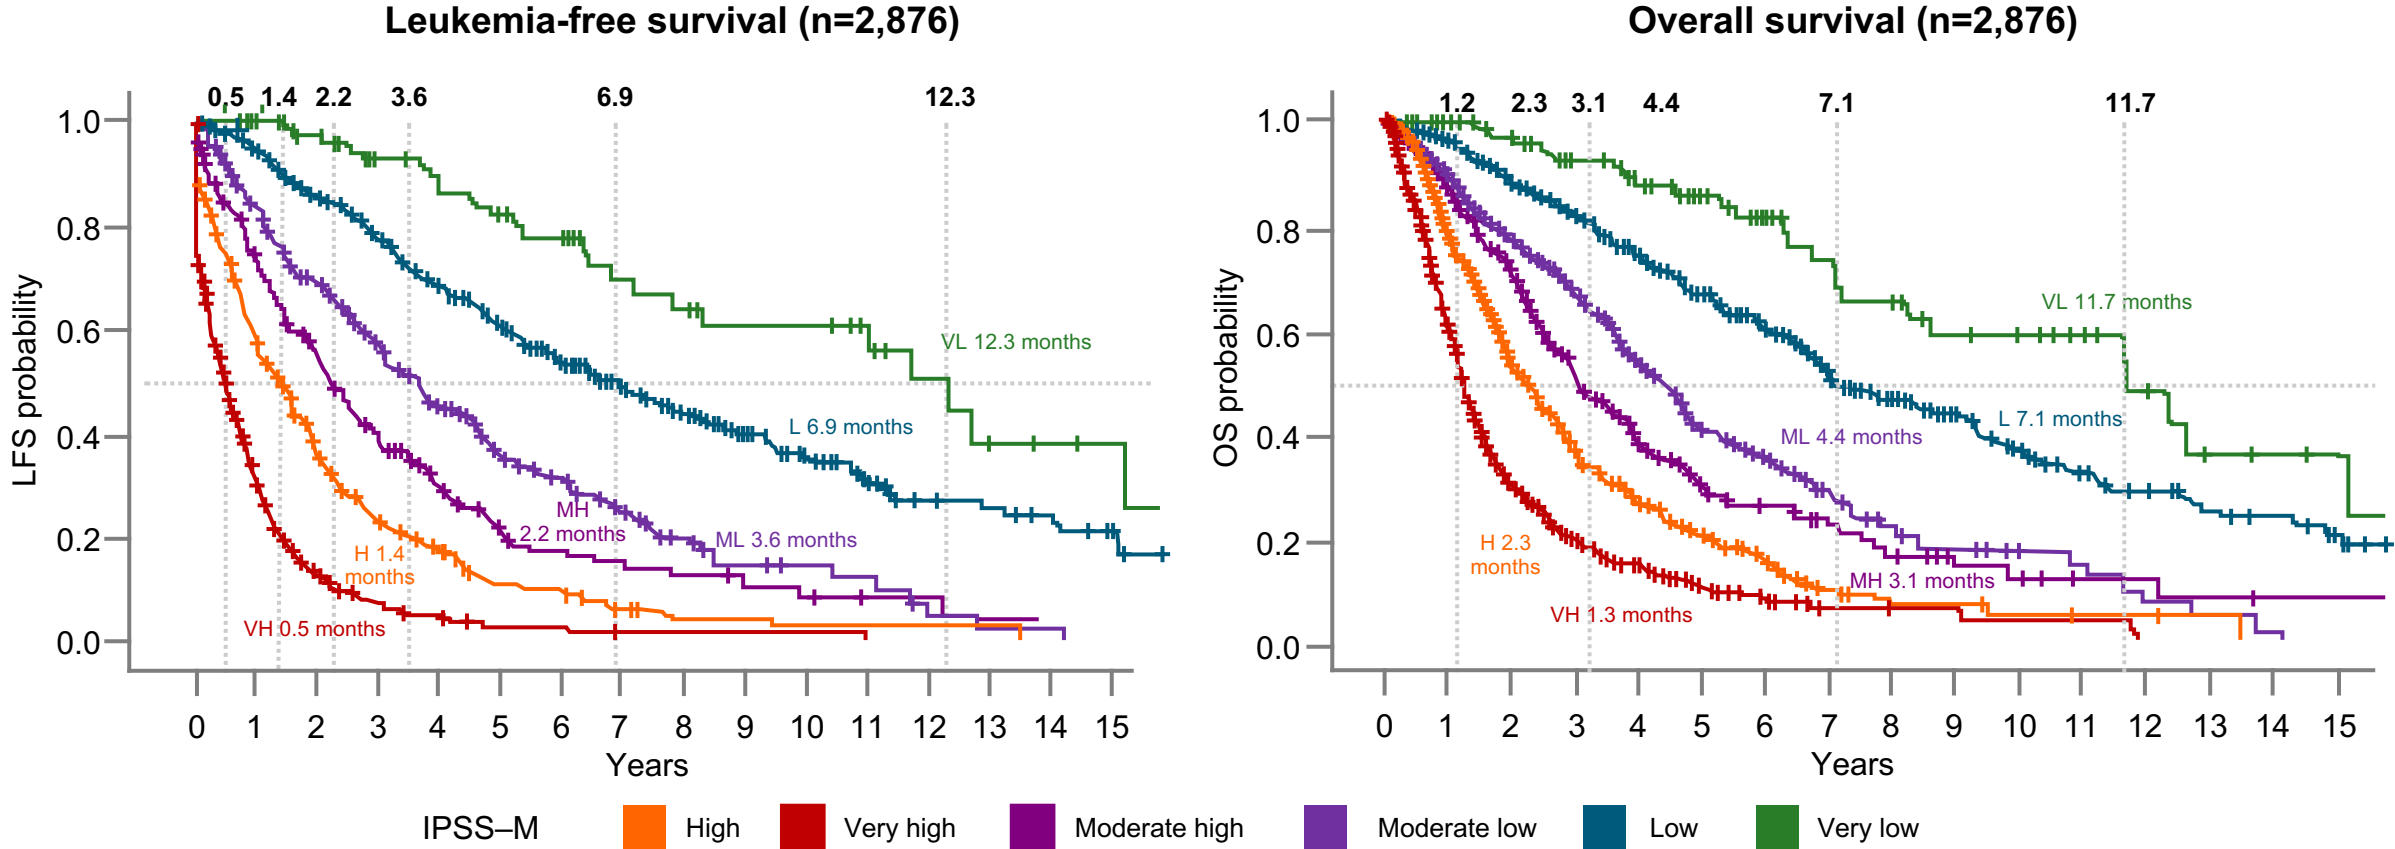 Leukemia-free survival (n=2,876)
0.5 1.4 2.2 3.6 6.9 12.3
LFS probability
1.0
0.8
0.6
0.4
0.2
0.0
VL 12.3 months
L 6.9 months
MH
2.2 months
ML 3.6 months
H 1.4
months
VH 0.5 months
0 1 2 3 4 5 6 7 8 9 10 11 12 13 14 15
Years
Overall survival (n=2,876)
1.2 2.3 3.1 4.4 7.1 11.7
OS probability
1.0
0.8
0.6
0.4
0.2
0.0
VL 11.7 months
L 7.1 months
ML 4.4 months
H 2.3
months
MH 3.1 months
VH 1.3 months
0 1 2 3 4 5 6 7 8 9 10 11 12 13 14 15
Years
IPSS–M High Very high Moderate high Moderate low Low Very low